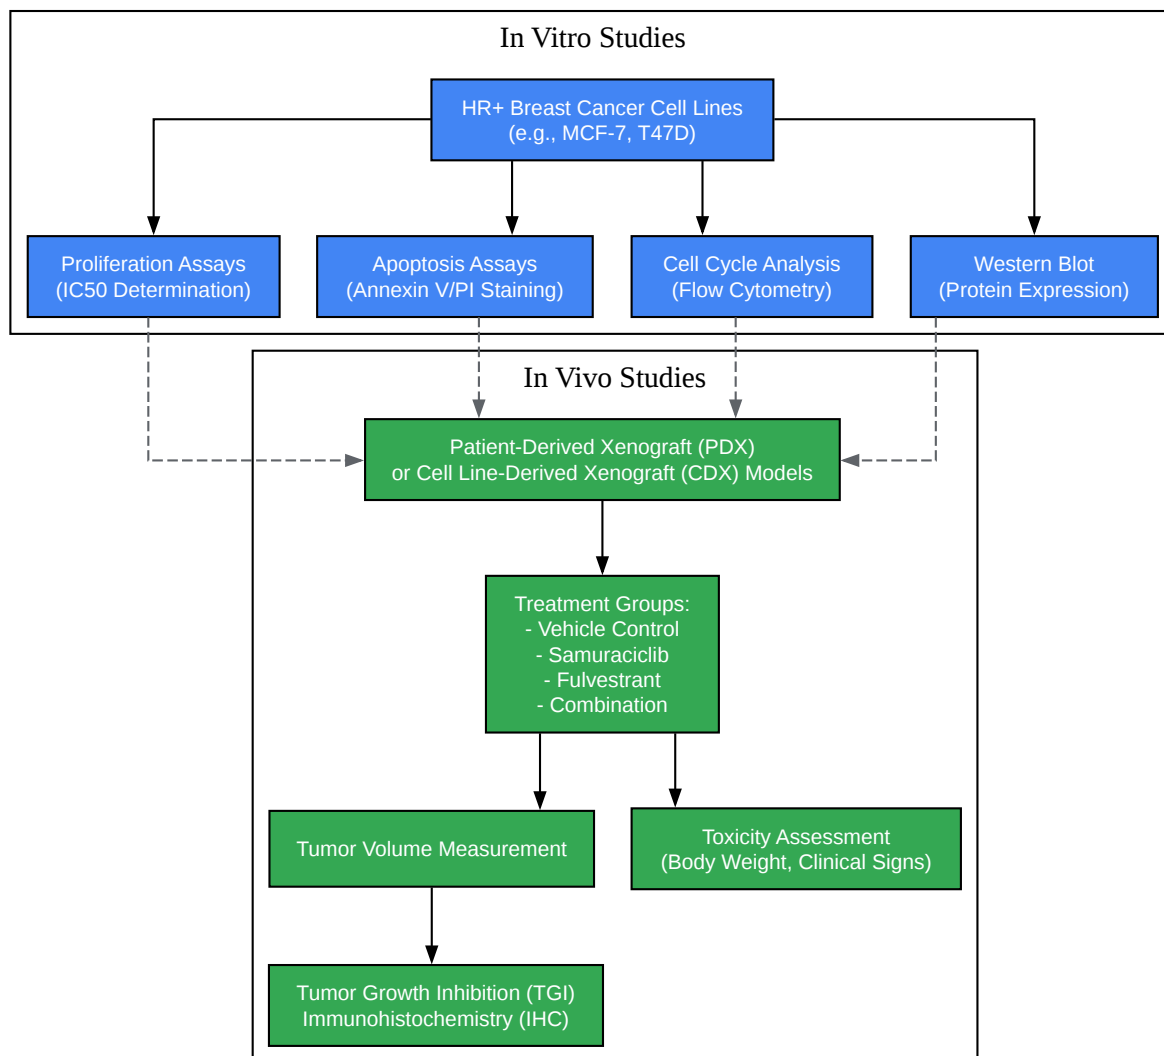 In Vitro Studies
HR+ Breast Cancer Cell Lines
(e.g., MCF-7, T47D)
Proliferation Assays
(IC50 Determination)
Apoptosis Assays
(Annexin V/PI Staining)
Cell Cycle Analysis
(Flow Cytometry)
Western Blot
(Protein Expression)
In Vivo Studies
Patient-Derived Xenograft (PDX)
or Cell Line-Derived Xenograft (CDX) Models
Treatment Groups:
- Vehicle Control
- Samuraciclib
- Fulvestrant
- Combination
Tumor Volume Measurement
Toxicity Assessment
(Body Weight, Clinical Signs)
Tumor Growth Inhibition (TGI)
Immunohistochemistry (IHC)